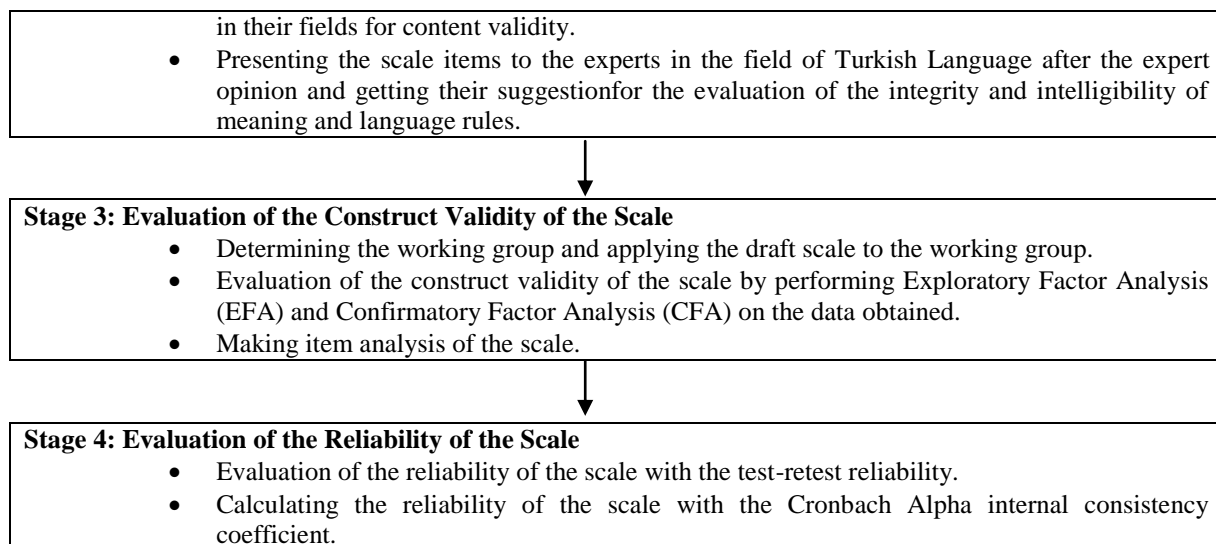 in their fields for content validity.
• Presenting the scale items to the experts in the field of Turkish Language after the expert
opinion and getting their suggestionfor the evaluation of the integrity and intelligibility of
meaning and language rules.
Stage 3: Evaluation of the Construct Validity of the Scale
• Determining the working group and applying the draft scale to the working group.
• Evaluation of the construct validity of the scale by performing Exploratory Factor Analysis
(EFA) and Confirmatory Factor Analysis (CFA) on the data obtained.
• Making item analysis of the scale.
Stage 4: Evaluation of the Reliability of the Scale
• Evaluation of the reliability of the scale with the test-retest reliability.
• Calculating the reliability of the scale with the Cronbach Alpha internal consistency
coefficient.